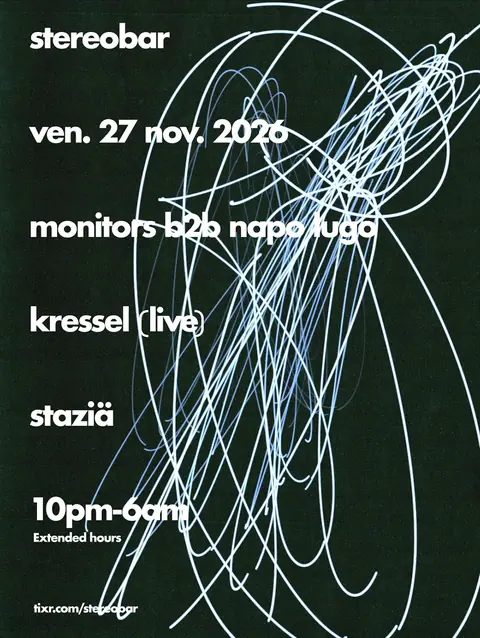 stereobar
ven. 27 nov. 2026
monitors b2b napo lugo
kressel (live)
staziä
10pm-6am
Extended hours
tixr.com/stereobar